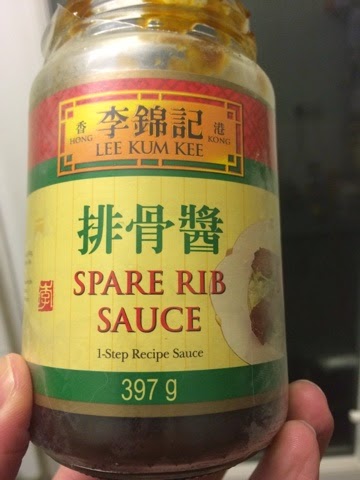 香 李錦記 港
HONG LEE KUM KEE KONG
排骨醬
李
SPARE RIB
SAUCE
1-Step Recipe Sauce
397 g